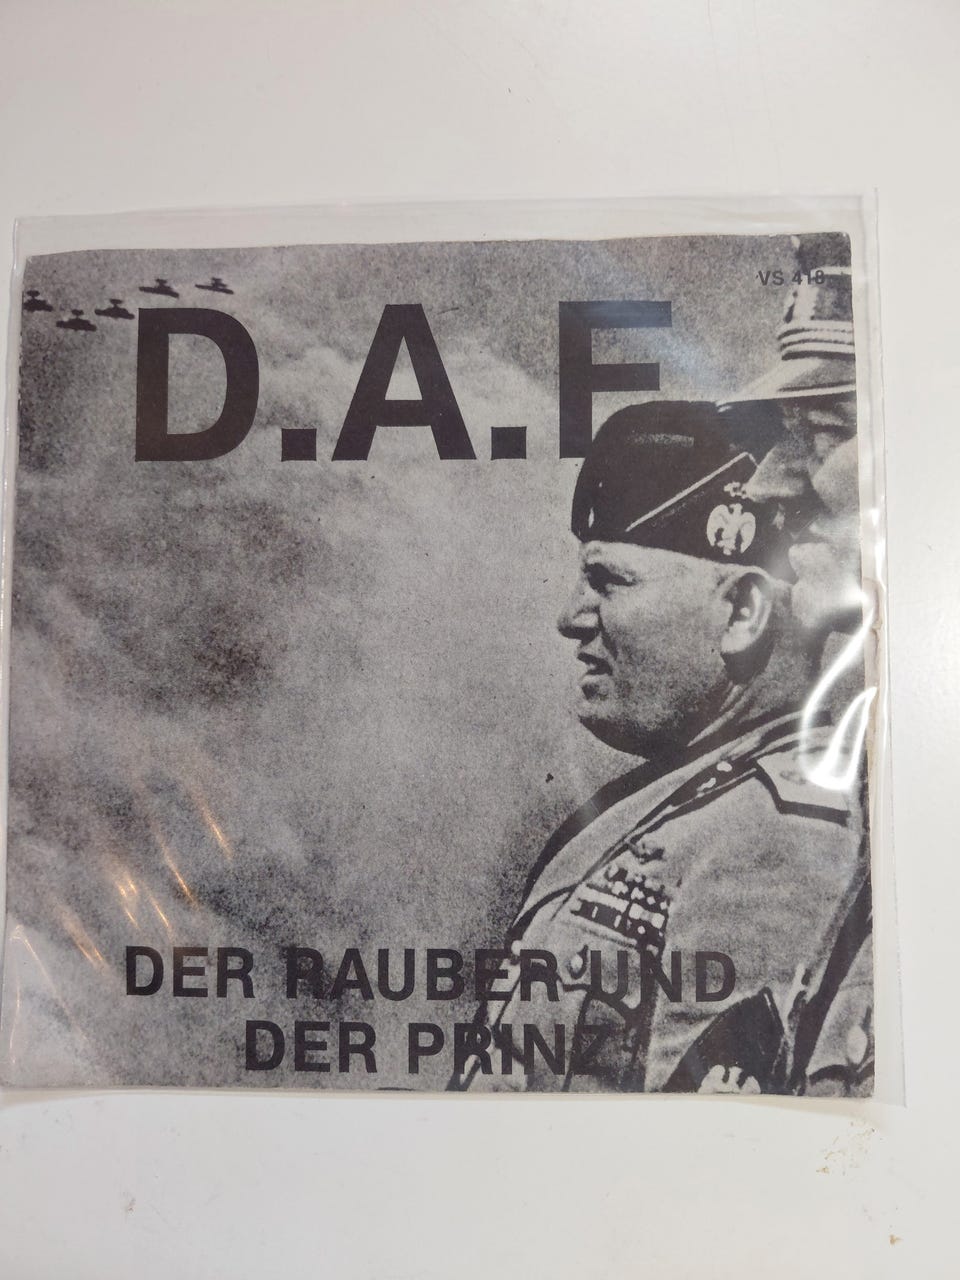 VS 418
D.A.F
DER RAUBER UND
DER PRINZ